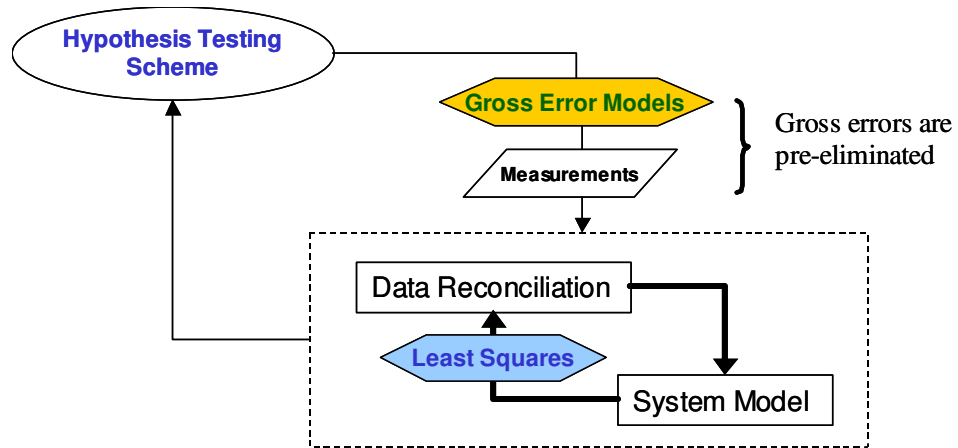 Hypothesis Testing
Scheme
Gross Error Models
Gross errors are
pre-eliminated
Measurements
Data Reconciliation
Least Squares
System Model